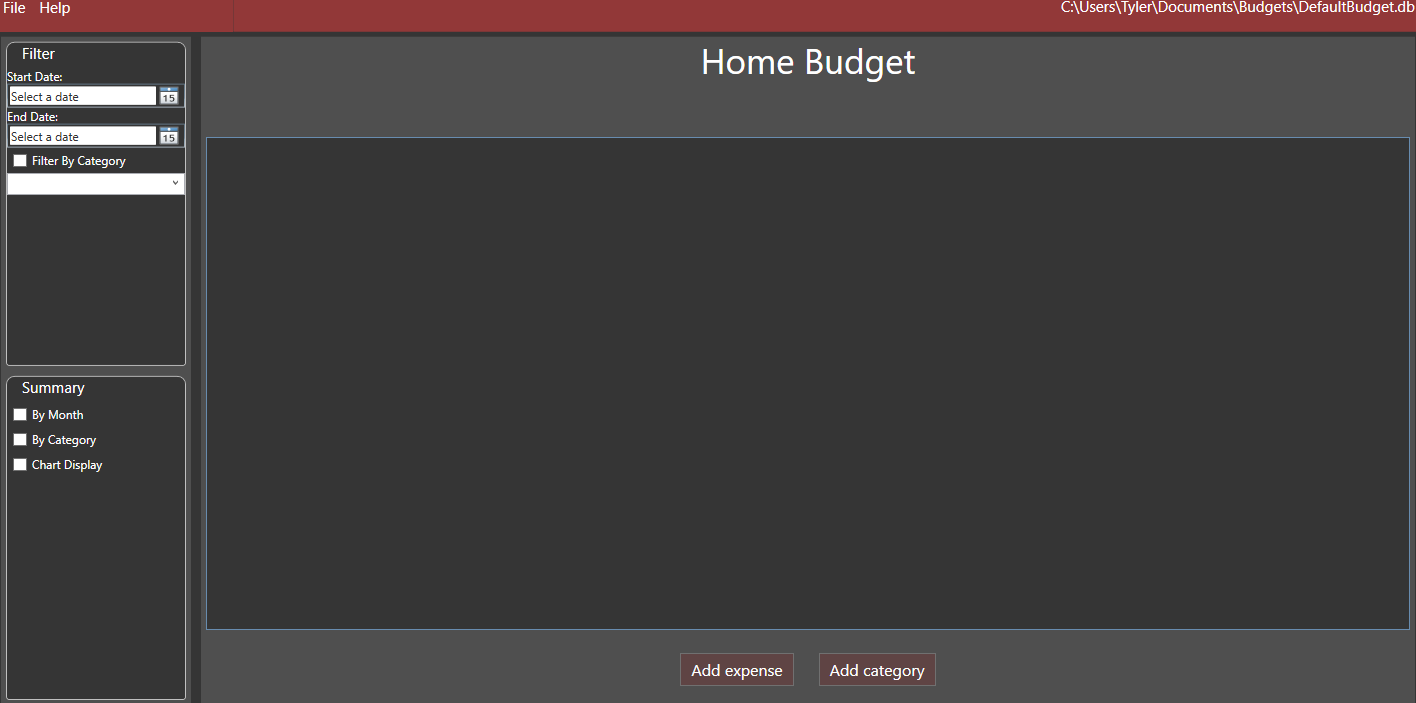 File Help
C:\Users\Tyler\Documents\Budgets\DefaultBudget.db
Filter
Start Date:
Select a date 15
End Date:
Select a date 15
Filter By Category
Summary
By Month
By Category
Chart Display
Home Budget
Add expense Add category